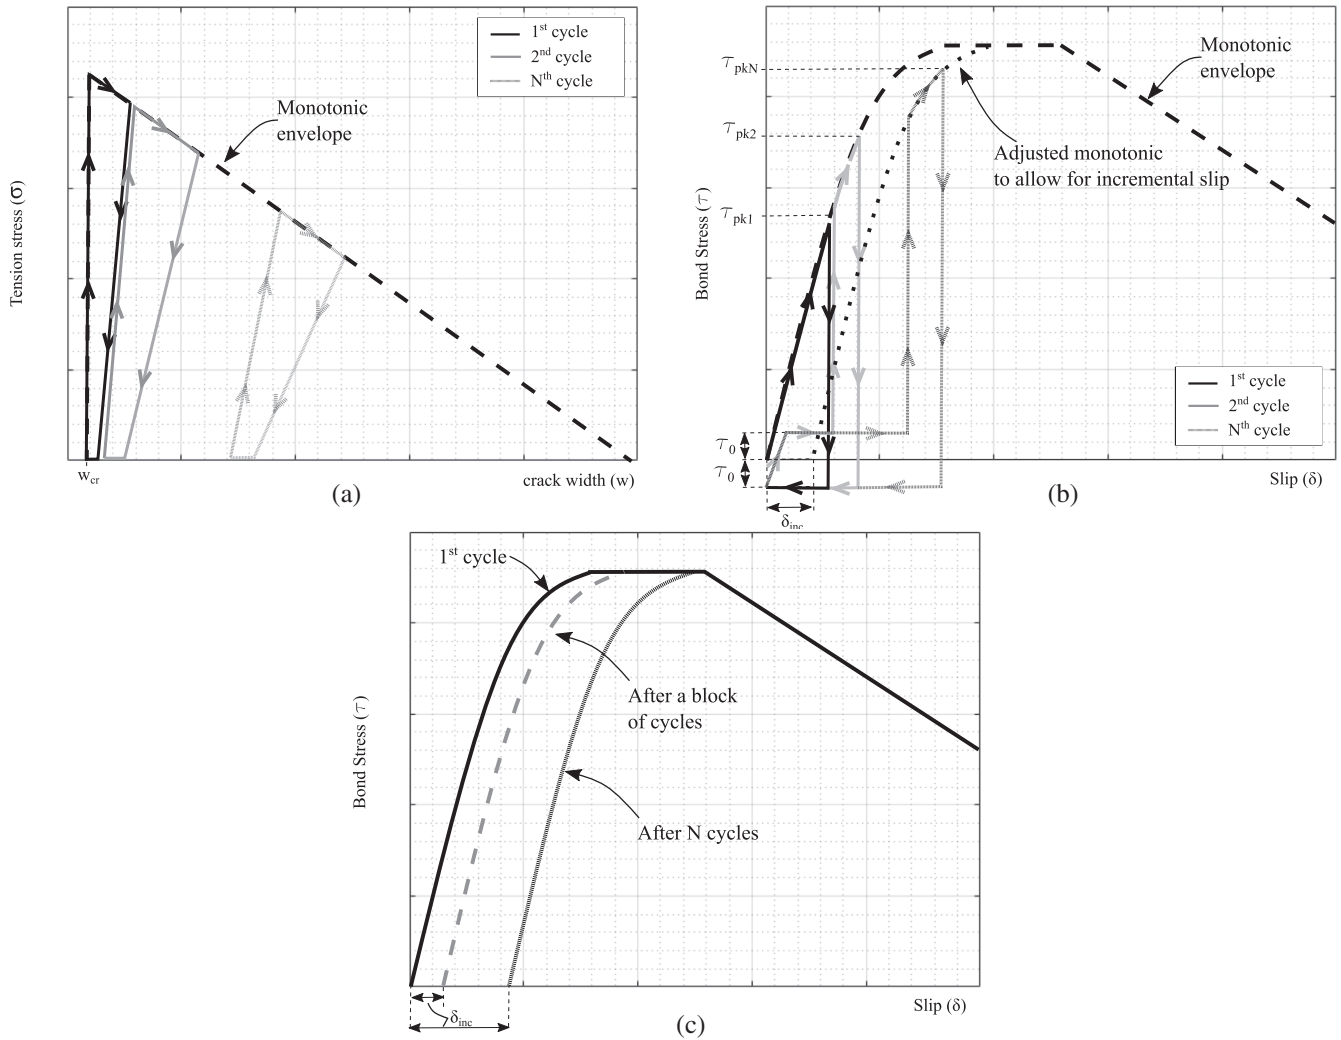 1st cycle
2nd cycle
Nth cycle
Monotonic
envelope
Tension stress (σ)
wcr
crack width (w)
(a)
τpkN
τpk2
τpk1
Monotonic
envelope
Adjusted monotonic
to allow for incremental slip
Bond Stress (τ)
1st cycle
2nd cycle
Nth cycle
τ0
τ0
δinc
Slip (δ)
(b)
1st cycle
After a block
of cycles
After N cycles
Bond Stress (τ)
Slip (δ)
δinc
(c)